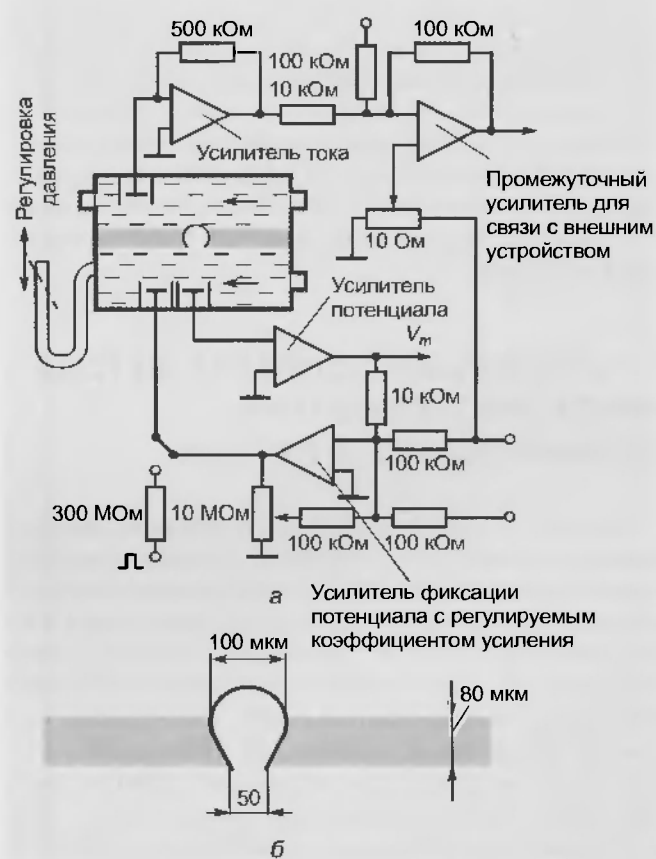 500 кОм
100 кОм
100 кОм
10 кОм
Регулировка
давления
Усилитель тока
Промежуточный
усилитель для
связи с внешним
устройством
10 Ом
Усилитель
потенциала
Vm
10 кОм
100 кОм
300 МОм
10 МОм
100 кОм
100 кОм
а
Усилитель фиксации
потенциала с регулируемым
коэффициентом усиления
100 мкм
80 мкм
50
б